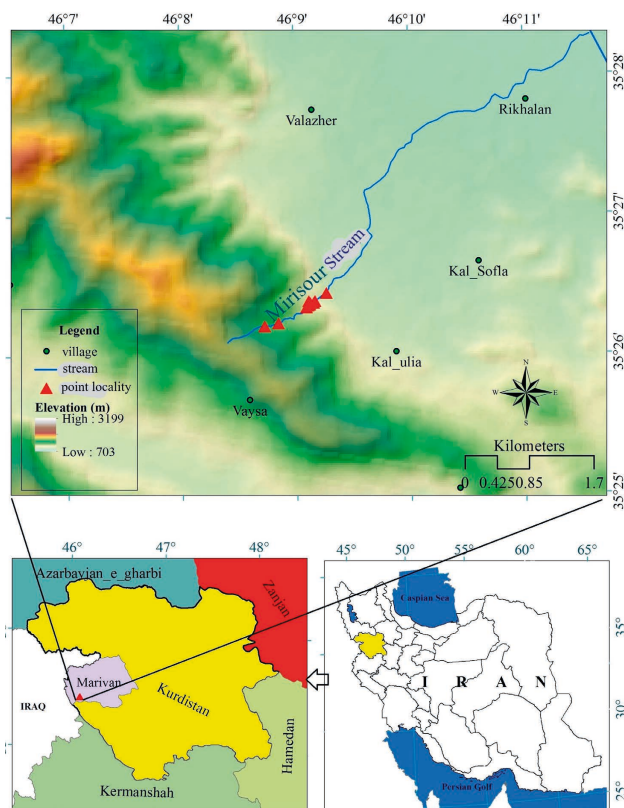 46°7' 46°8' 46°9' 46°10' 46°11'
35°28'
35°27'
35°26'
35°25'
Valazher
Rikhalan
Mirisour Stream
Kal_Sofla
Kal_ulia
Vaysa
Legend
village
stream
point locality
Elevation (m)
High : 3199
Low : 703
N
W E
S
Kilometers
0 0.425 0.85 1.7
46° 47° 48°
Azarbayjan_e_gharbi
Zanjan
Marivan
IRAQ
Kurdistan
Hamedan
Kermanshah
45° 50° 55° 60° 65°
35°
30°
25°
Caspian Sea
I R A N
Persian Golf